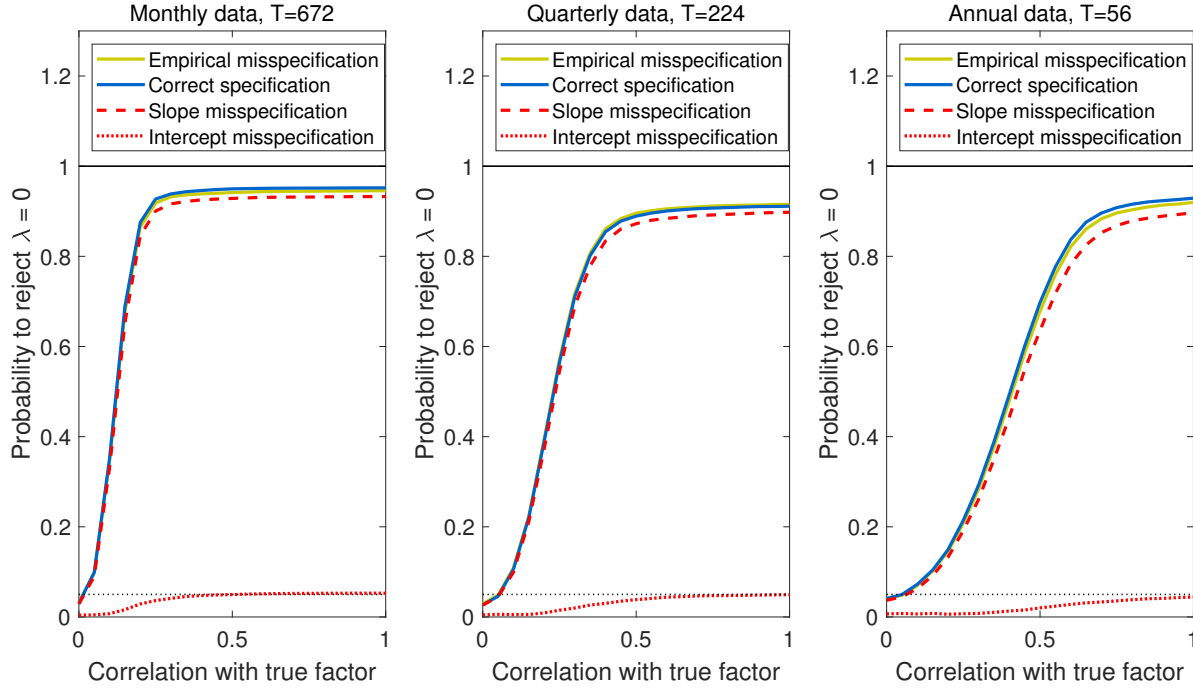 Monthly data, T=672
Empirical misspecification
Correct specification
Slope misspecification
Intercept misspecification
Probability to reject λ = 0
1.2
1
0.8
0.6
0.4
0.2
0
0
0.5
1
Correlation with true factor
Quarterly data, T=224
Empirical misspecification
Correct specification
Slope misspecification
Intercept misspecification
Probability to reject λ = 0
1.2
1
0.8
0.6
0.4
0.2
0
0
0.5
1
Correlation with true factor
Annual data, T=56
Empirical misspecification
Correct specification
Slope misspecification
Intercept misspecification
Probability to reject λ = 0
1.2
1
0.8
0.6
0.4
0.2
0
0
0.5
1
Correlation with true factor